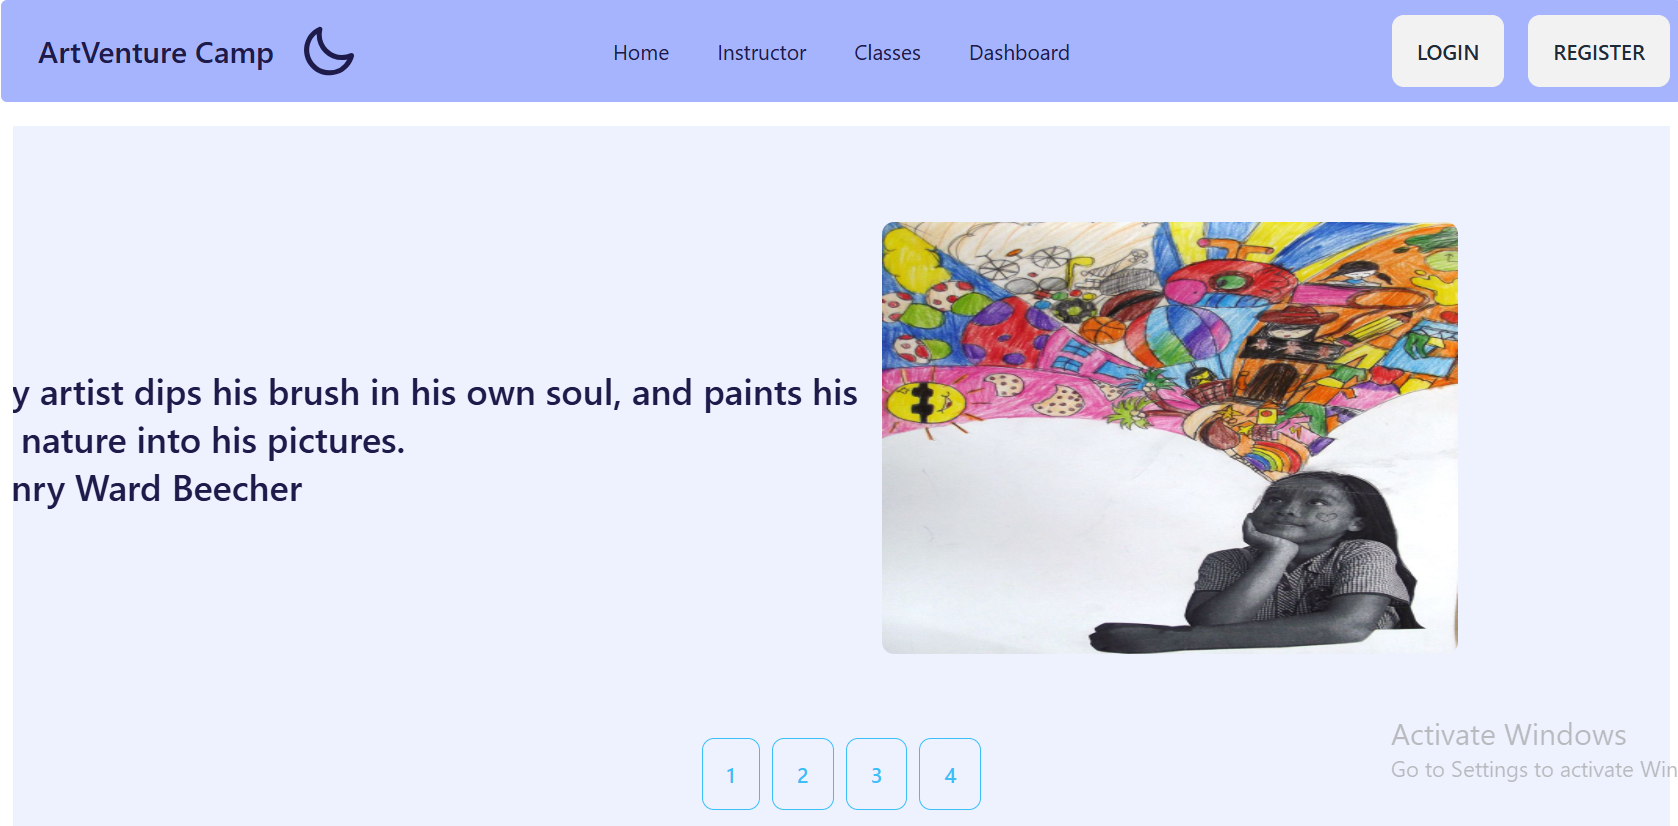 ArtVenture Camp
Home Instructor Classes Dashboard
LOGIN REGISTER
y artist dips his brush in his own soul, and paints his
nature into his pictures.
nry Ward Beecher
1 2 3 4
Activate Windows
Go to Settings to activate Win